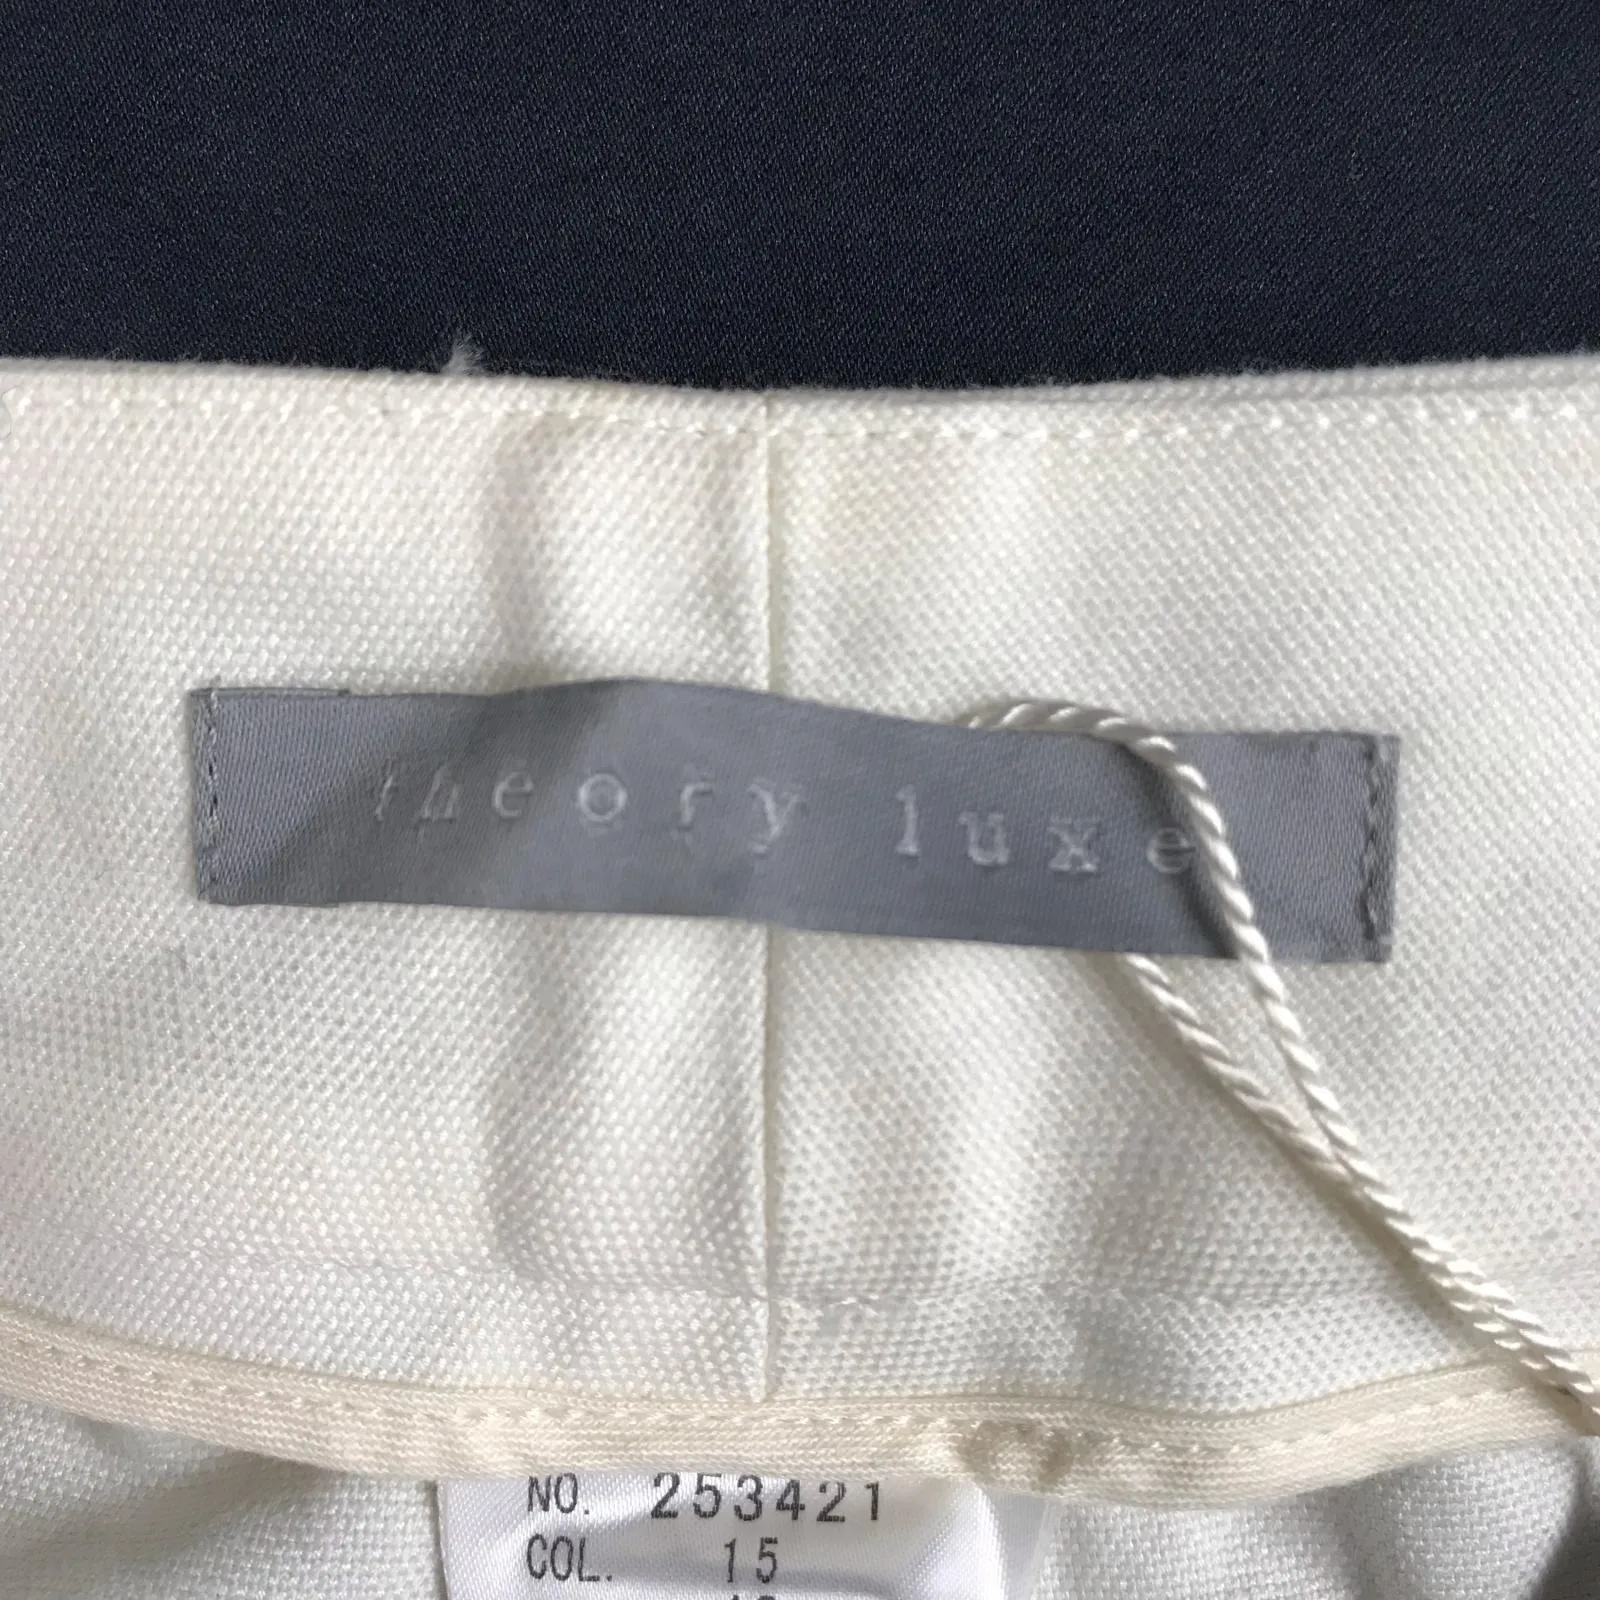 theory luxe
NO. 253421
COL. 15